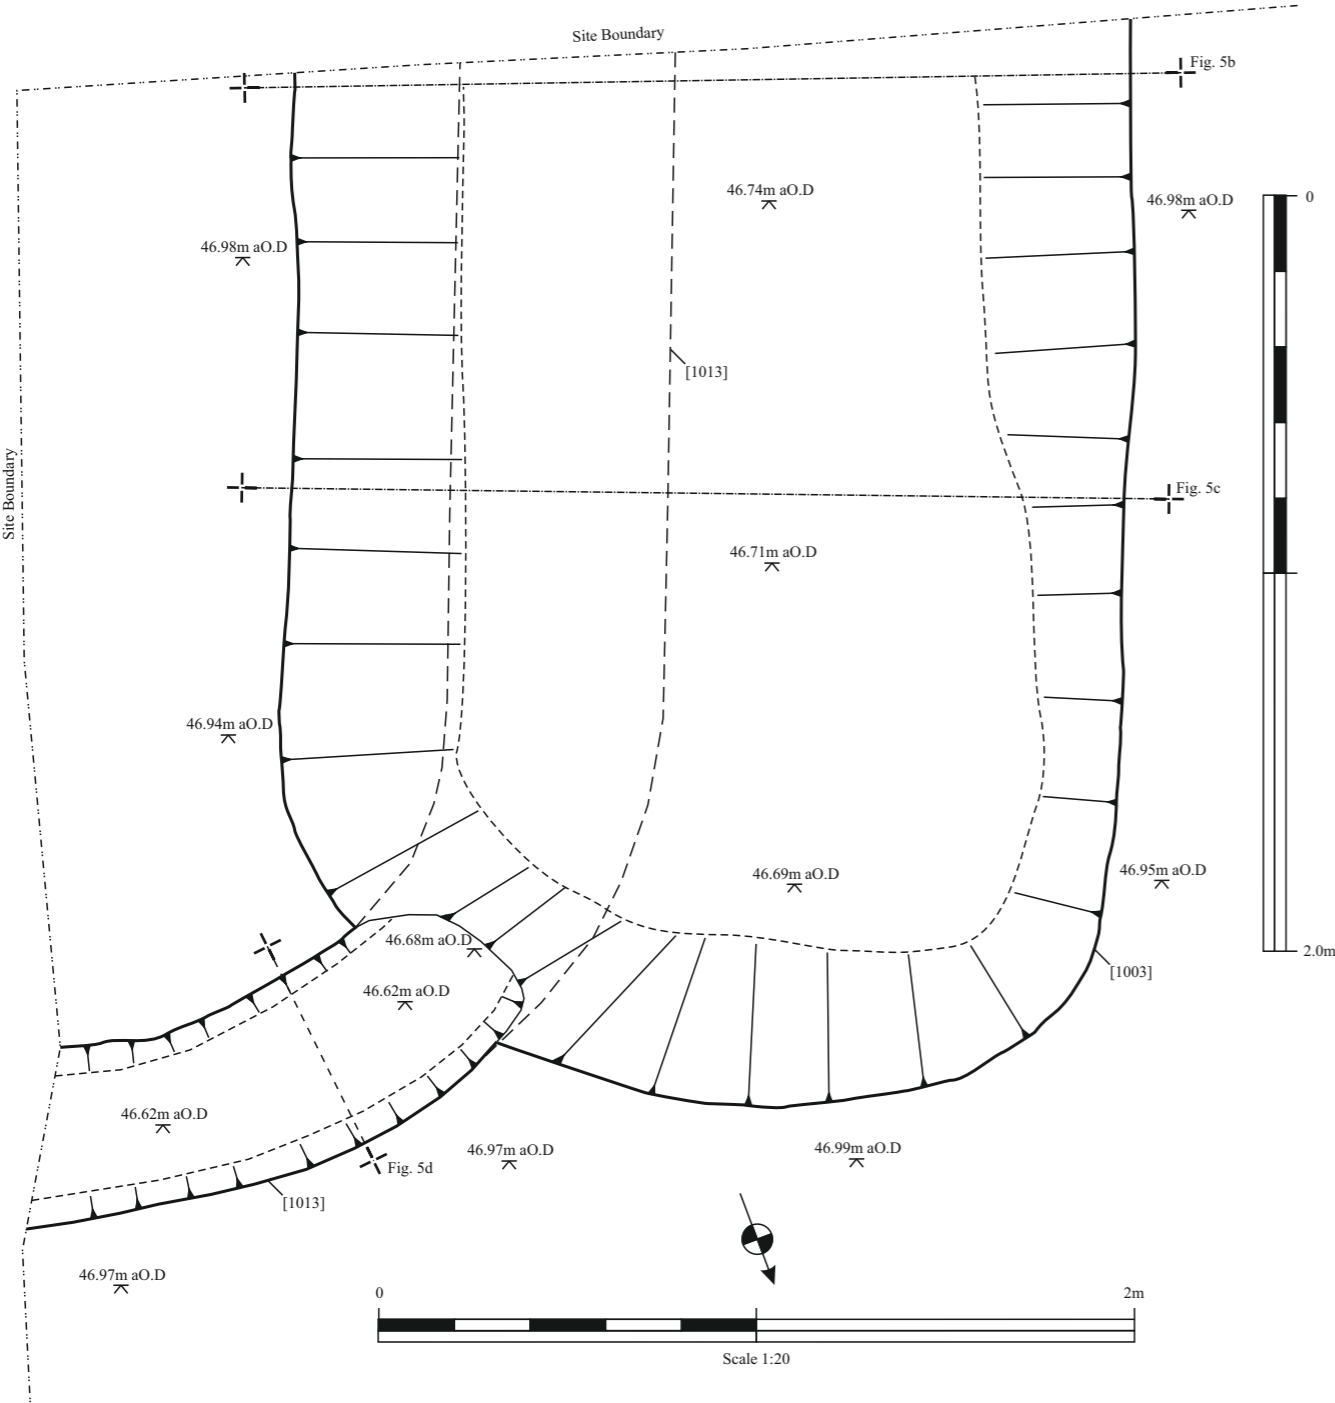 Site Boundary
Fig. 5b
46.74m aO.D
46.98m aO.D
0
46.98m aO.D
[1013]
Site Boundary
Fig. 5c
46.71m aO.D
46.94m aO.D
46.69m aO.D
46.95m aO.D
46.68m aO.D
2.0m
[1003]
46.62m aO.D
46.62m aO.D
46.97m aO.D
46.99m aO.D
Fig. 5d
[1013]
46.97m aO.D
0
2m
Scale 1:20